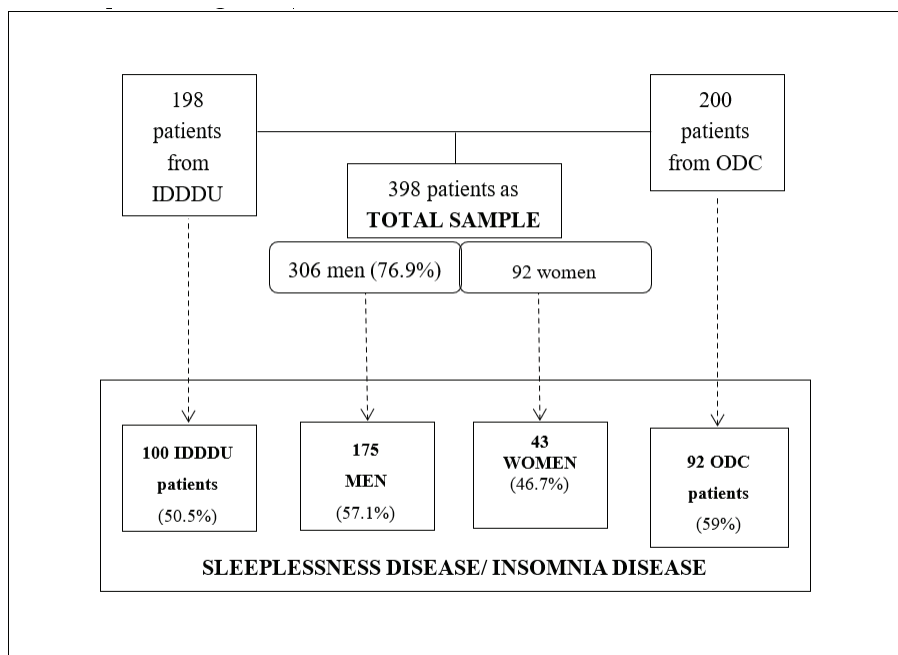 198
patients
from
IDDDU
200
patients
from ODC
398 patients as
TOTAL SAMPLE
306 men (76.9%)
92 women
100 IDDDU
patients
(50.5%)
175
MEN
(57.1%)
43
WOMEN
(46.7%)
92 ODC
patients
(59%)
SLEEPLESSNESS DISEASE/ INSOMNIA DISEASE